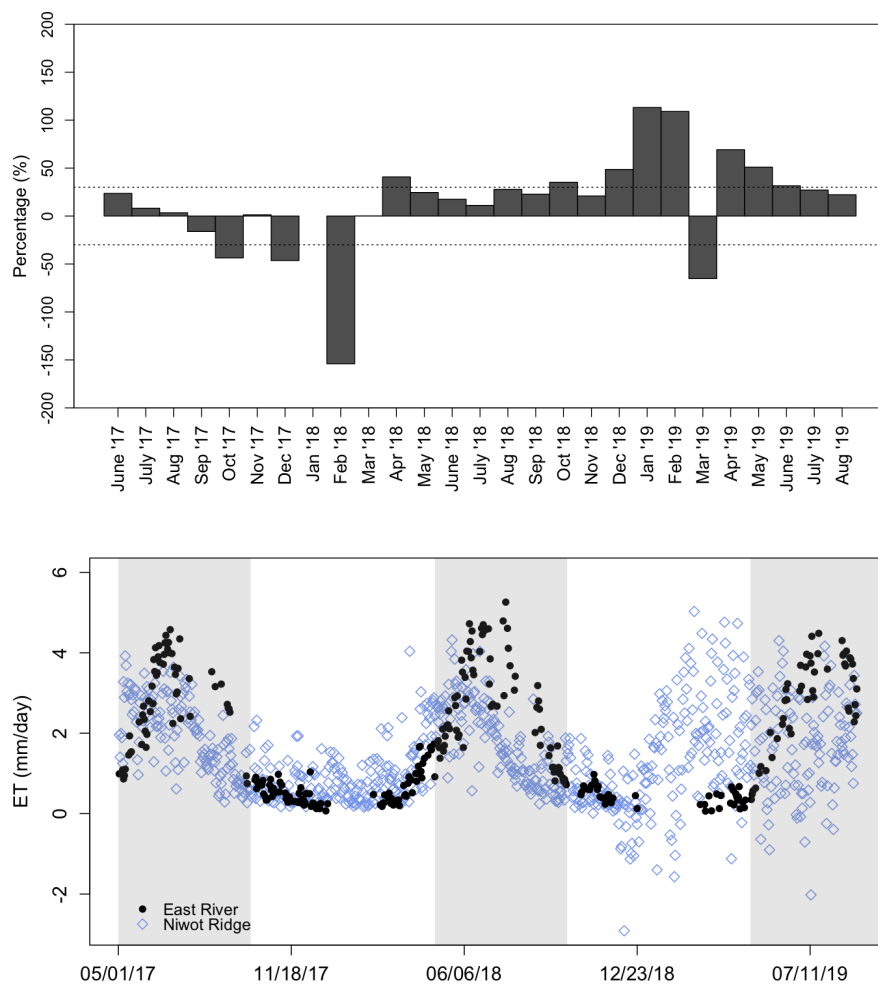 200
150
100
50
0
-50
-100
-150
-200
Percentage (%)
June '17
July '17
Aug '17
Sep '17
Oct '17
Nov '17
Dec '17
Jan '18
Feb '18
Mar '18
Apr '18
May '18
June '18
July '18
Aug '18
Sep '18
Oct '18
Nov '18
Dec '18
Jan '19
Feb '19
Mar '19
Apr '19
May '19
June '19
July '19
Aug '19
6
4
2
0
-2
ET (mm/day)
East River
Niwot Ridge
05/01/17 11/18/17 06/06/18 12/23/18 07/11/19